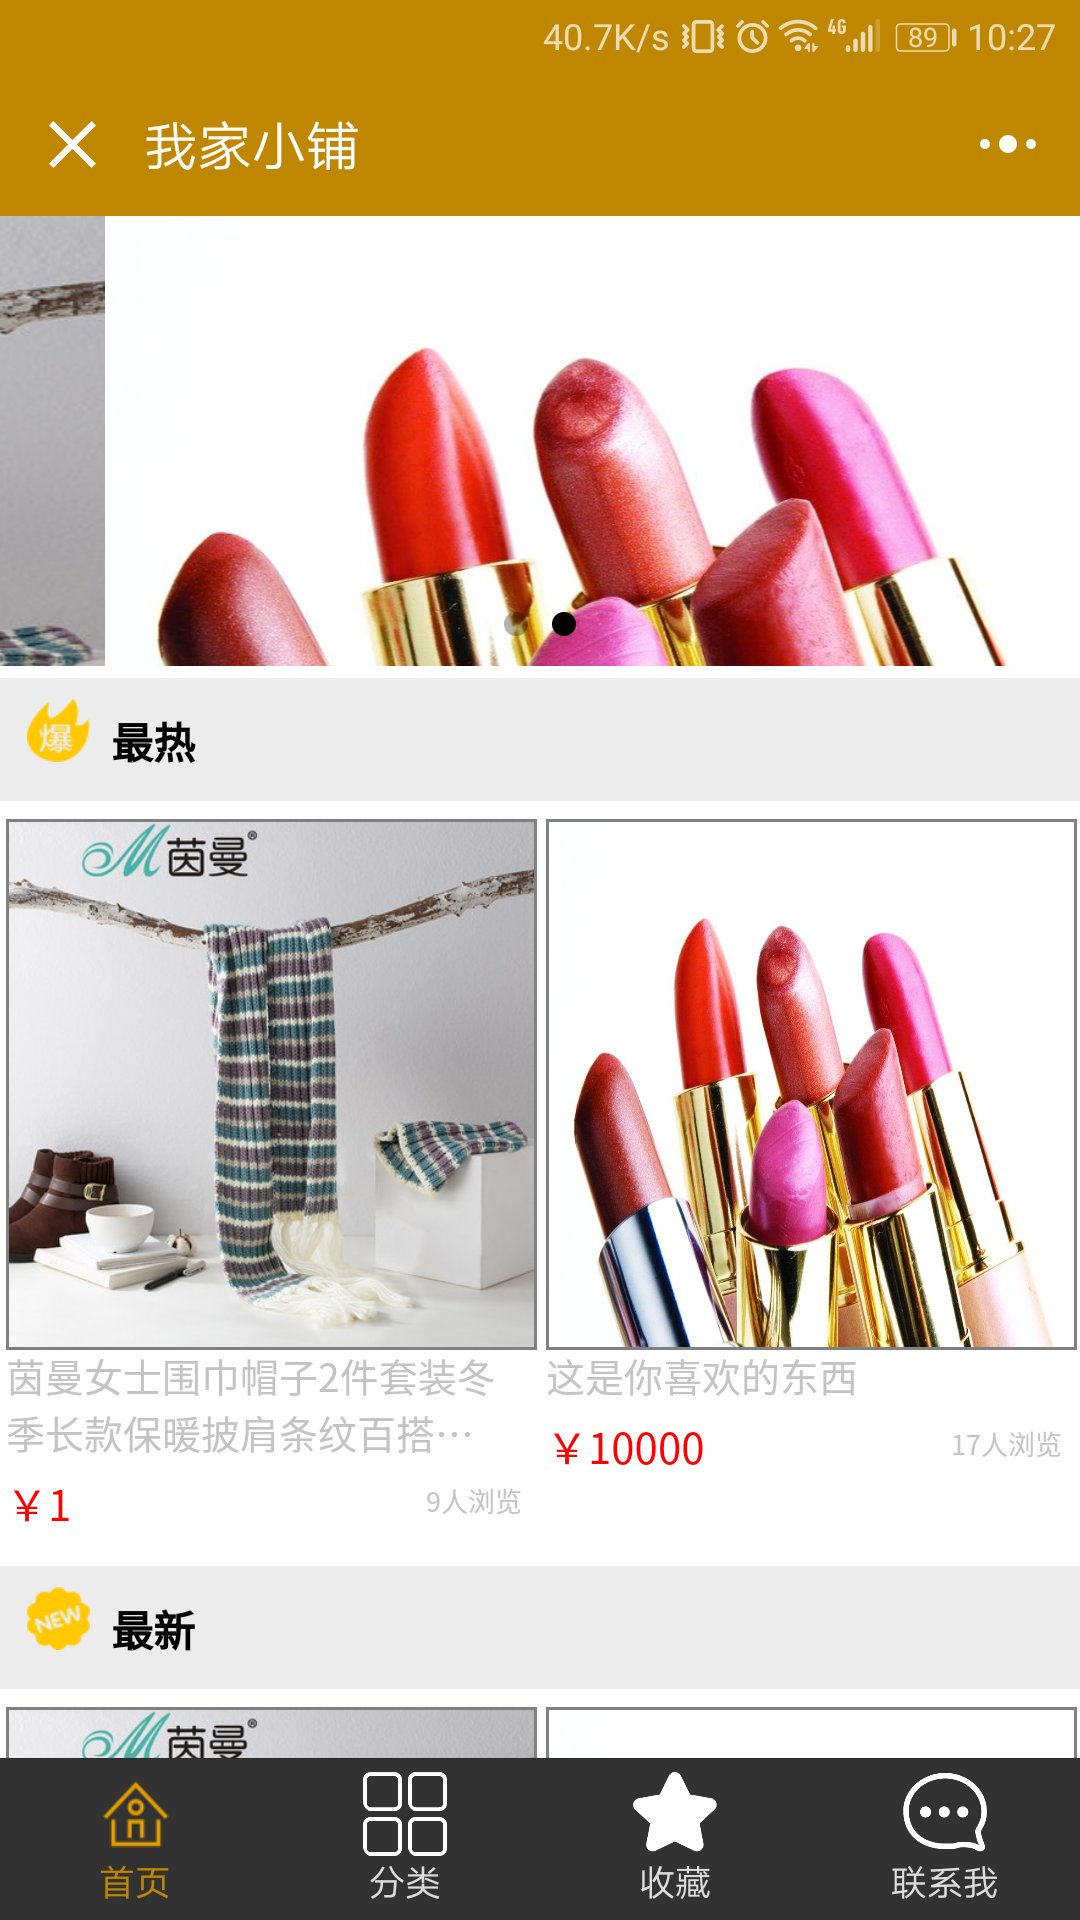 40.7K/s 4G 89 10:27
我家小铺
爆 最热
M茵曼®
茵曼女士围巾帽子2件套装冬
季长款保暖披肩条纹百搭…
￥1 9人浏览
这是你喜欢的东西
￥10000 17人浏览
NEW 最新
M茵曼®
首页 分类 收藏 联系我